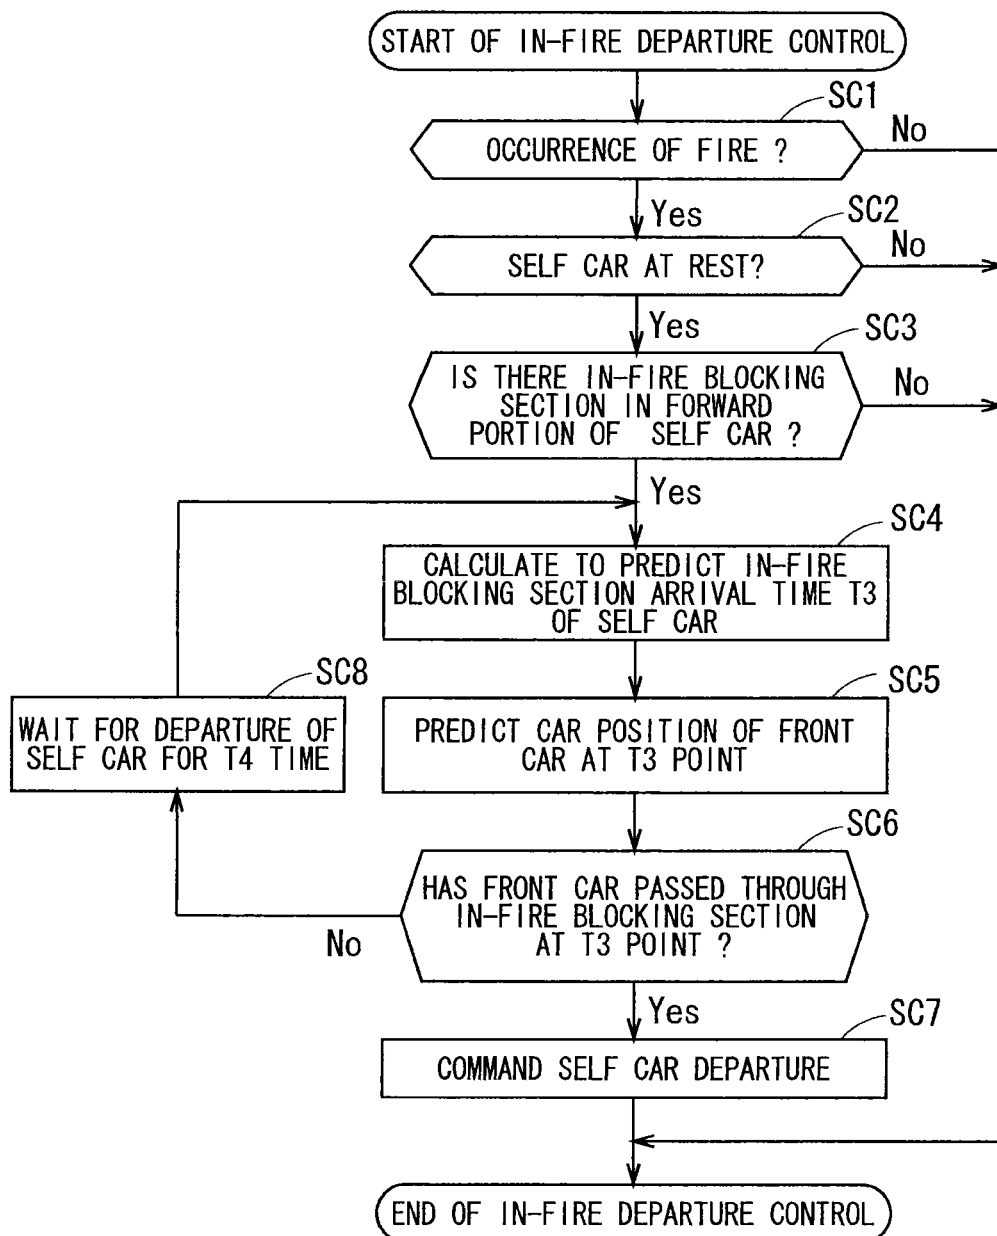 START OF IN-FIRE DEPARTURE CONTROL
SC1
OCCURRENCE OF FIRE ?
No
Yes
SC2
SELF CAR AT REST?
No
Yes
SC3
IS THERE IN-FIRE BLOCKING
SECTION IN FORWARD
PORTION OF SELF CAR ?
No
Yes
SC4
CALCULATE TO PREDICT IN-FIRE
BLOCKING SECTION ARRIVAL TIME T3
OF SELF CAR
SC8
WAIT FOR DEPARTURE OF
SELF CAR FOR T4 TIME
SC5
PREDICT CAR POSITION OF FRONT
CAR AT T3 POINT
SC6
HAS FRONT CAR PASSED THROUGH
IN-FIRE BLOCKING SECTION
AT T3 POINT ?
No
Yes
SC7
COMMAND SELF CAR DEPARTURE
END OF IN-FIRE DEPARTURE CONTROL